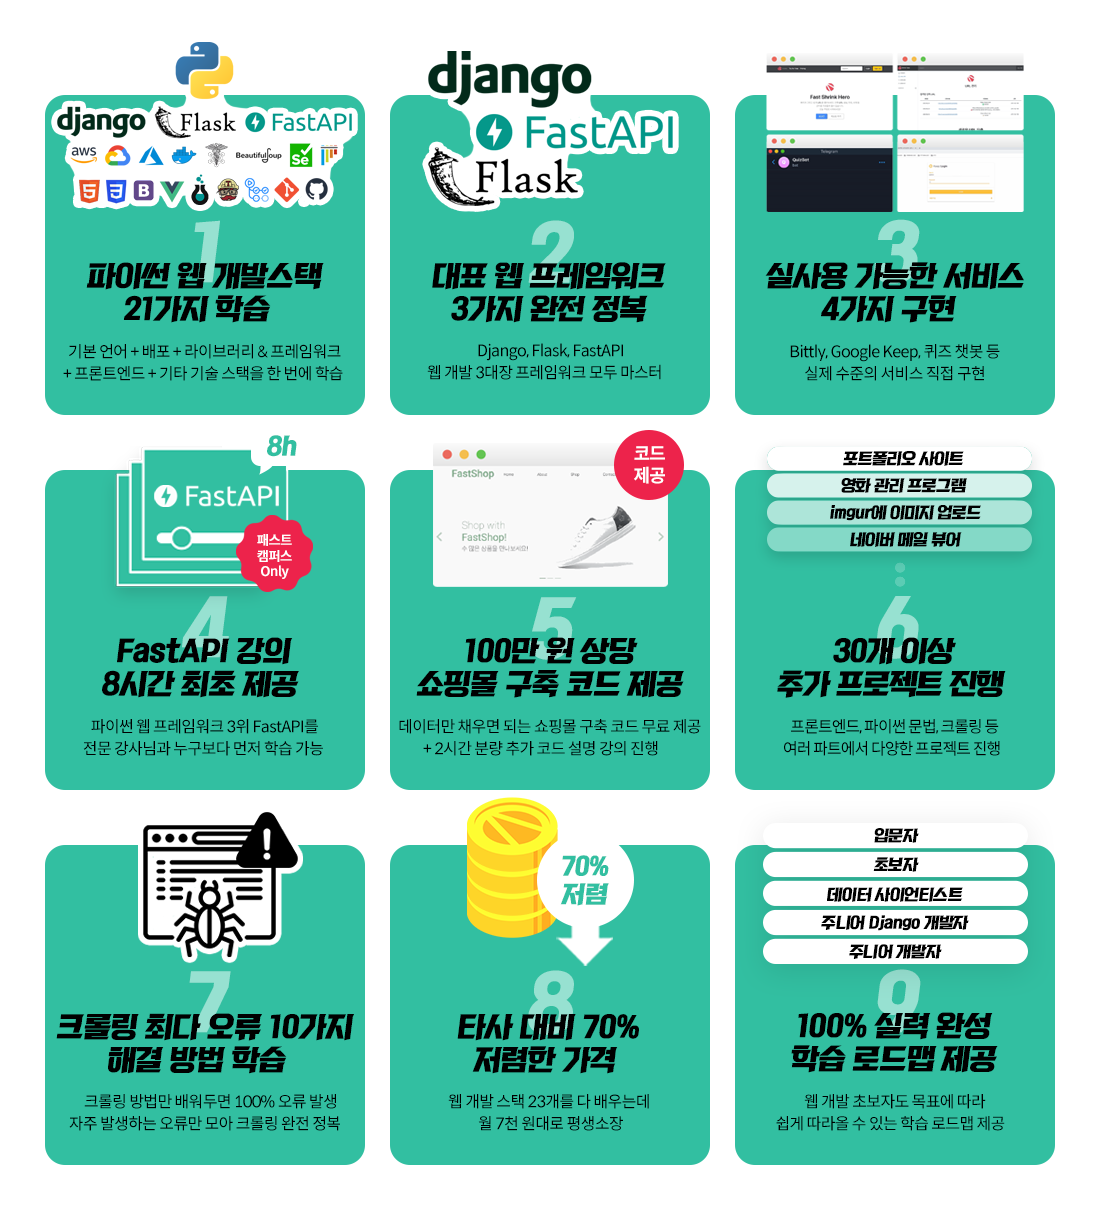 django
Flask
FastAPI
aws
BeautifulSoup
Se
5
3
B
1
파이썬 웹 개발스택
21가지 학습
기본 언어 + 배포 + 라이브러리 & 프레임워크
+ 프론트엔드 + 기타 기술 스택을 한 번에 학습
django
FastAPI
Flask
2
대표 웹 프레임워크
3가지 완전 정복
Django, Flask, FastAPI
웹 개발 3대장 프레임워크 모두 마스터
Fast Shrink Hero
Telegram
QuizBot
3
실사용 가능한 서비스
4가지 구현
Bittly, Google Keep, 퀴즈 챗봇 등
실제 수준의 서비스 직접 구현
8h
FastAPI
패스트
캠퍼스
Only
4
FastAPI 강의
8시간 최초 제공
파이썬 웹 프레임워크 3위 FastAPI를
전문 강사님과 누구보다 먼저 학습 가능
코드
제공
FastShop
Home
About
Shop
Shop with
FastShop!
수 많은 상품을 만나보세요!
5
100만 원 상당
쇼핑몰 구축 코드 제공
데이터만 채우면 되는 쇼핑몰 구축 코드 무료 제공
+ 2시간 분량 추가 코드 설명 강의 진행
포트폴리오 사이트
영화 관리 프로그램
imgur에 이미지 업로드
네이버 메일 뷰어
6
30개 이상
추가 프로젝트 진행
프론트엔드, 파이썬 문법, 크롤링 등
여러 파트에서 다양한 프로젝트 진행
7
크롤링 최다 오류 10가지
해결 방법 학습
크롤링 방법만 배워두면 100% 오류 발생
자주 발생하는 오류만 모아 크롤링 완전 정복
70%
저렴
8
타사 대비 70%
저렴한 가격
웹 개발 스택 23개를 다 배우는데
월 7천 원대로 평생소장
입문자
초보자
데이터 사이언티스트
주니어 Django 개발자
주니어 개발자
9
100% 실력 완성
학습 로드맵 제공
웹 개발 초보자도 목표에 따라
쉽게 따라올 수 있는 학습 로드맵 제공